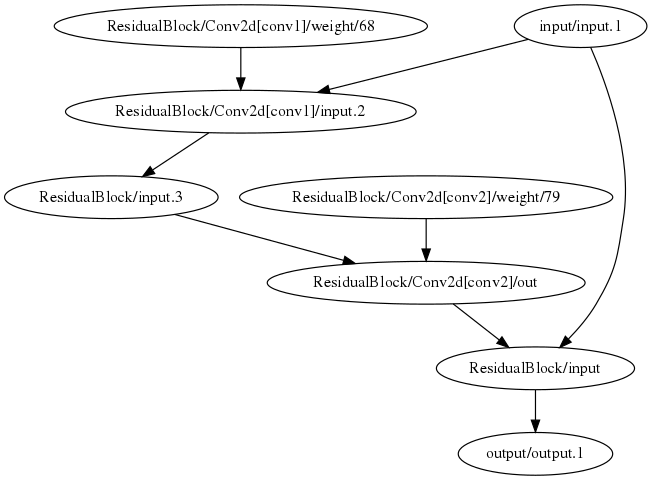 ResidualBlock/Conv2d[conv1]/weight/68
input/input.1
ResidualBlock/Conv2d[conv1]/input.2
ResidualBlock/input.3
ResidualBlock/Conv2d[conv2]/weight/79
ResidualBlock/Conv2d[conv2]/out
ResidualBlock/input
output/output.1